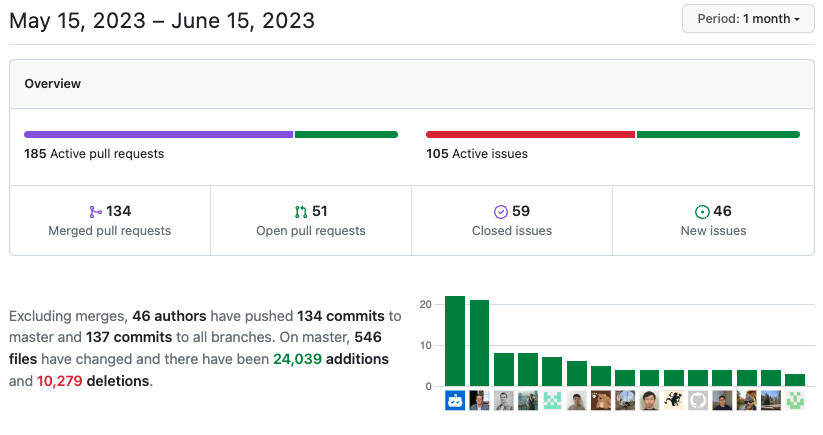 May 15, 2023 – June 15, 2023
Period: 1 month
Overview
185 Active pull requests
105 Active issues
134
Merged pull requests
51
Open pull requests
59
Closed issues
46
New issues
Excluding merges, 46 authors have pushed 134 commits to
master and 137 commits to all branches. On master, 546
files have changed and there have been 24,039 additions
and 10,279 deletions.
20
10
0